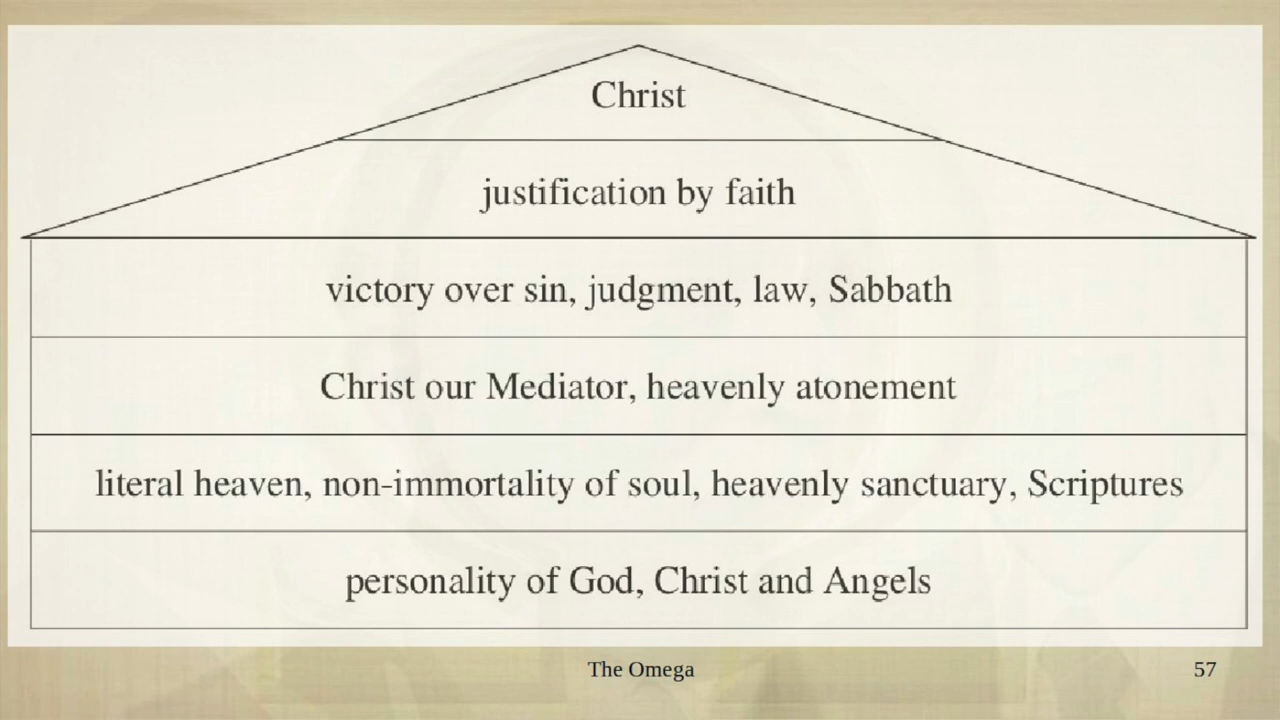 Christ
justification by faith
victory over sin, judgment, law, Sabbath
Christ our Mediator, heavenly atonement
literal heaven, non-immortality of soul, heavenly sanctuary, Scriptures
personality of God, Christ and Angels
The Omega
57